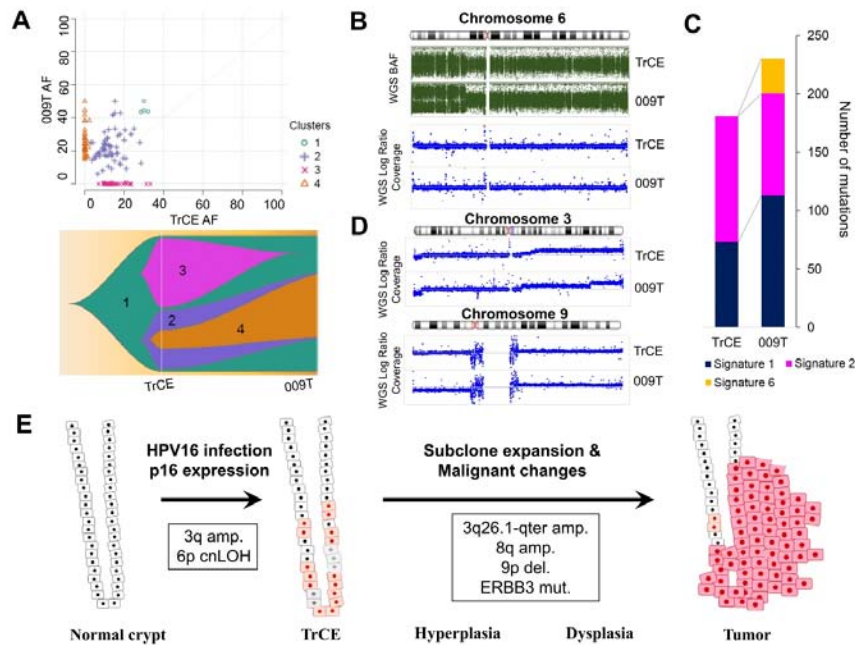 A
009T AF
100
80
60
40
20
0
0 20 40 60 80 100
TrCE AF
Clusters
1
2
3
4
1
3
2
4
TrCE
009T
B
Chromosome 6
WGS BAF
TrCE
009T
WGS Log Ratio
Coverage
TrCE
009T
D
Chromosome 3
WGS Log Ratio
Coverage
TrCE
009T
Chromosome 9
WGS Log Ratio
Coverage
TrCE
009T
C
250
200
150
100
50
0
Number of mutations
TrCE 009T
Signature 1 Signature 2
Signature 6
E
HPV16 infection
p16 expression
3q amp.
6p cnLOH
Subclone expansion &
Malignant changes
3q26.1-qter amp.
8q amp.
9p del.
ERBB3 mut.
Normal crypt TrCE Hyperplasia Dysplasia Tumor